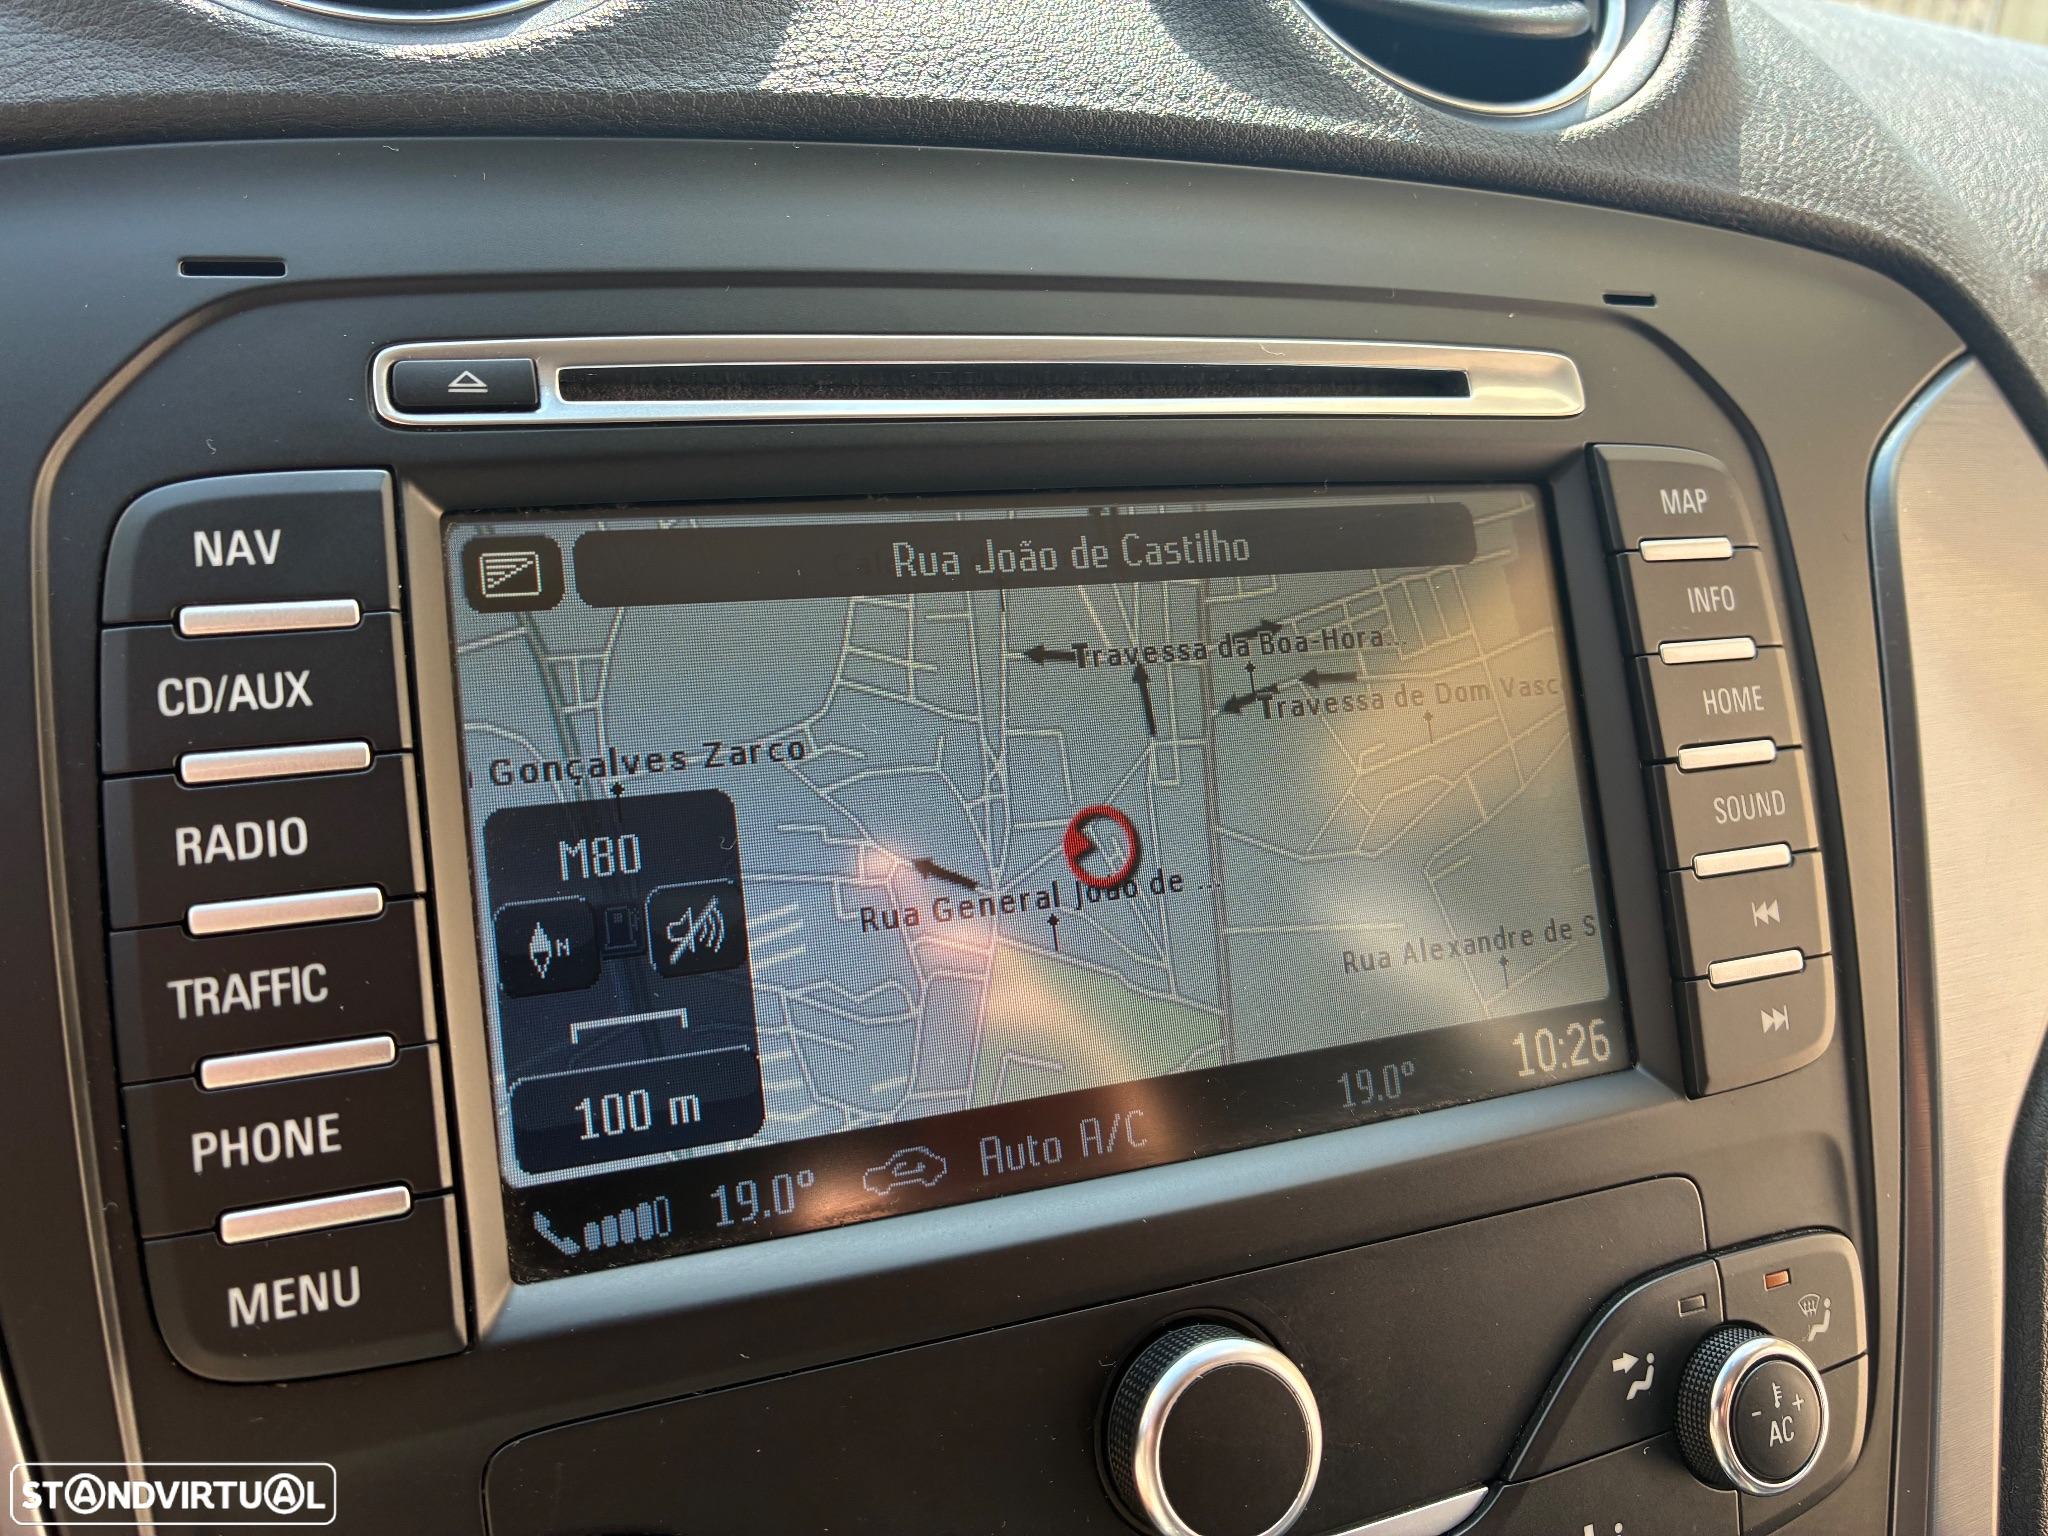 NAV
CD/AUX
RADIO
TRAFFIC
PHONE
MENU
Rua João de Castilho
Travessa da Boa-Hora...
Travessa de Dom Vasc
Gonçalves Zarco
M80
N
Rua General João de ...
Rua Alexandre de S
100 m
19.0°
Auto A/C
19.0°
10:26
MAP
INFO
HOME
SOUND
- +
AC
STANDVIRTUAL